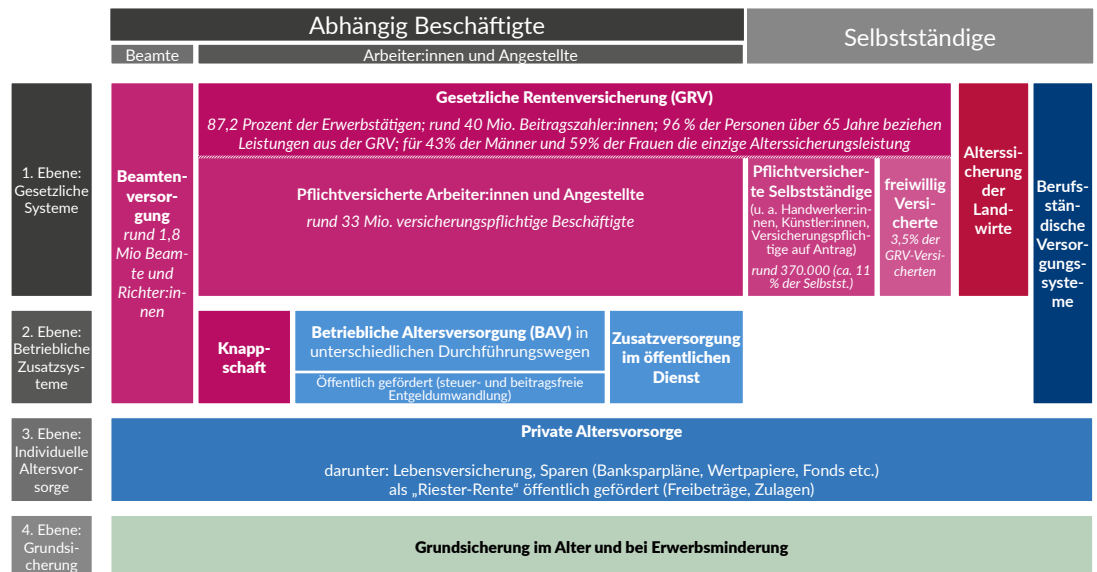 Abhängig Beschäftigte
Selbstständige
Beamte
Arbeiter:innen und Angestellte
1. Ebene:
Gesetzliche
Systeme
Beamten-
versor-
gung
rund 1,8
Mio Beam-
te und
Richter:in-
nen
Gesetzliche Rentenversicherung (GRV)
87,2 Prozent der Erwerbstätigen; rund 40 Mio. Beitragszahler:innen; 96 % der Personen über 65 Jahre beziehen
Leistungen aus der GRV; für 43% der Männer und 59% der Frauen die einzige Alterssicherungsleistung
Pflichtversicherte Arbeiter:innen und Angestellte
rund 33 Mio. versicherungspflichtige Beschäftigte
Pflichtversicher-
te Selbstständige
(u. a. Handwerker:in-
nen, Künstler:innen,
Versicherungspflich-
tige auf Antrag)
rund 370.000 (ca. 11
% der Selbstst.)
freiwillig
Versi-
cherte
3,5% der
GRV-Versi-
cherten
Alterssi-
cherung
der
Land-
wirte
Berufs-
stän-
dische
Versor-
gungs-
syste-
me
2. Ebene:
Betriebliche
Zusatzsys-
teme
Knapp-
schaft
Betriebliche Altersversorgung (BAV) in
unterschiedlichen Durchführungswegen
Öffentlich gefördert (steuer- und beitragsfreie
Entgeldumwandlung)
Zusatzversorgung
im öffentlichen
Dienst
3. Ebene:
Individuelle
Altersvor-
sorge
Private Altersvorsorge
darunter: Lebensversicherung, Sparen (Banksparpläne, Wertpapiere, Fonds etc.)
als „Riester-Rente“ öffentlich gefördert (Freibeträge, Zulagen)
4. Ebene:
Grundsi-
cherung
Grundsicherung im Alter und bei Erwerbsminderung